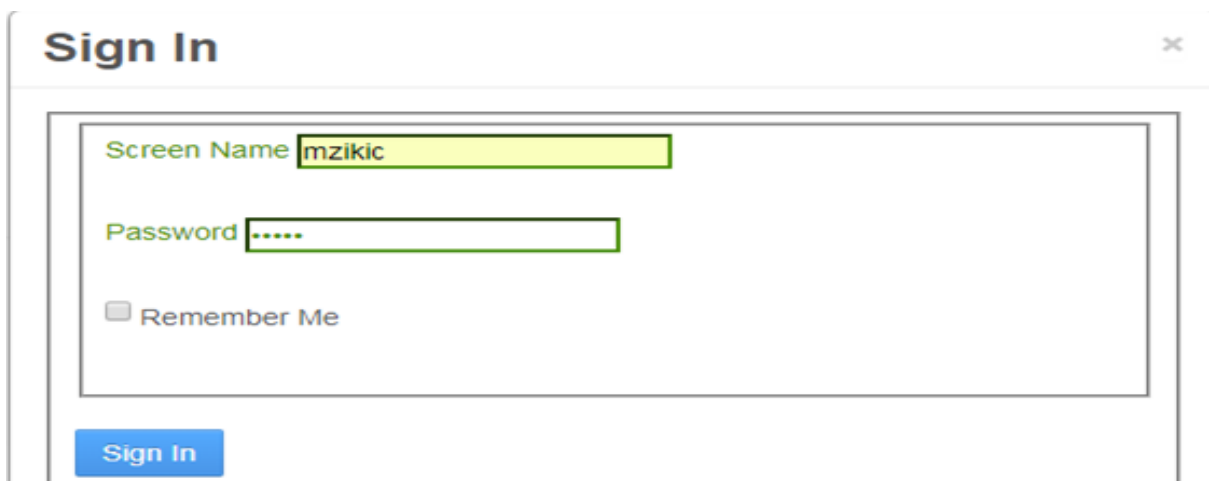 Sign In
×
Screen Name mzikic
Password •••••
Remember Me
Sign In